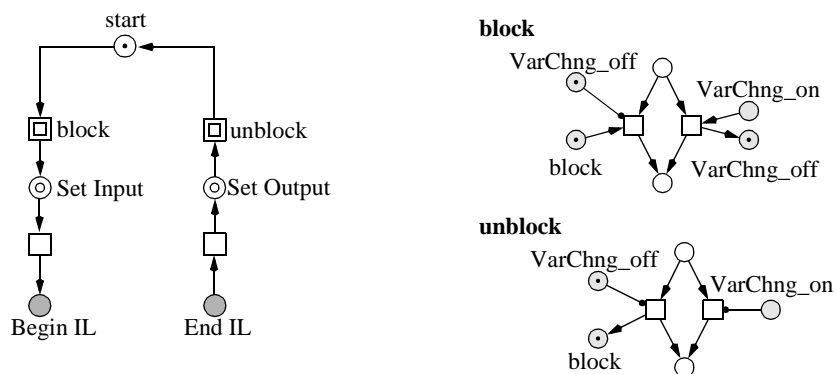 start
block
unblock
Set Input
Set Output
Begin IL
End IL
block
VarChng_off
VarChng_on
block
VarChng_off
unblock
VarChng_off
VarChng_on
block